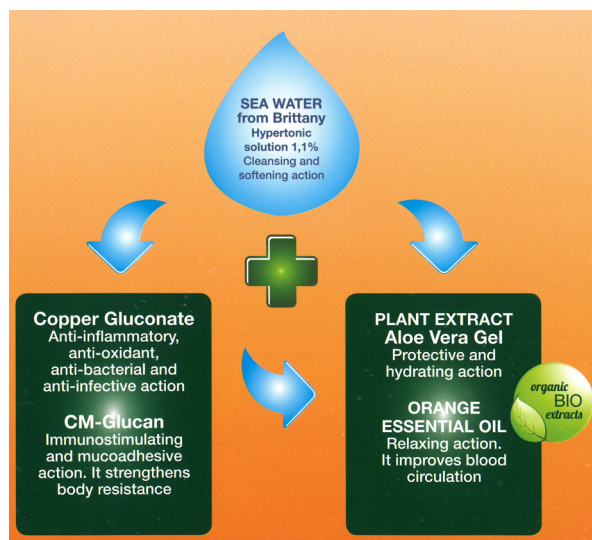 SEA WATER
from Brittany
Hypertonic
solution 1,1%
Cleansing and
softening action
Copper Gluconate
Anti-inflammatory,
anti-oxidant,
anti-bacterial and
anti-infective action
CM-Glucan
Immunostimulating
and mucoadhesive
action. It strengthens
body resistance
PLANT EXTRACT
Aloe Vera Gel
Protective and
hydrating action
ORANGE
ESSENTIAL OIL
Relaxing action.
It improves blood
circulation
organic
BIO
extracts